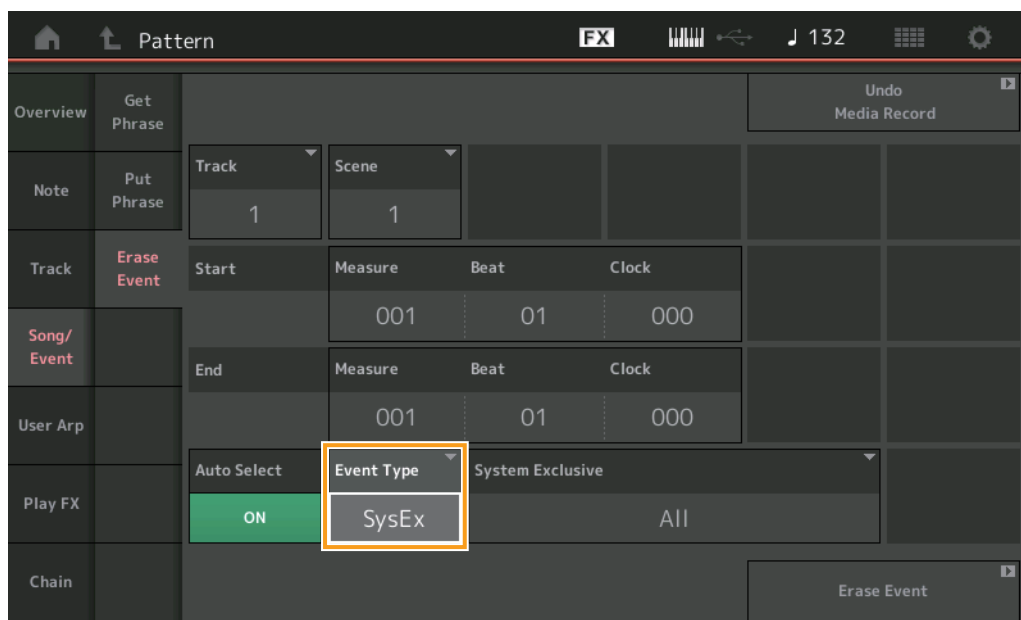 Pattern
FX
132
Overview
Get
Phrase
Undo
Media Record
Note
Put
Phrase
Track
Scene
1
1
Track
Erase
Event
Start
Measure
Beat
Clock
001
01
000
Song/
Event
End
Measure
Beat
Clock
001
01
000
User Arp
Auto Select
Event Type
System Exclusive
Play FX
ON
SysEx
All
Chain
Erase Event